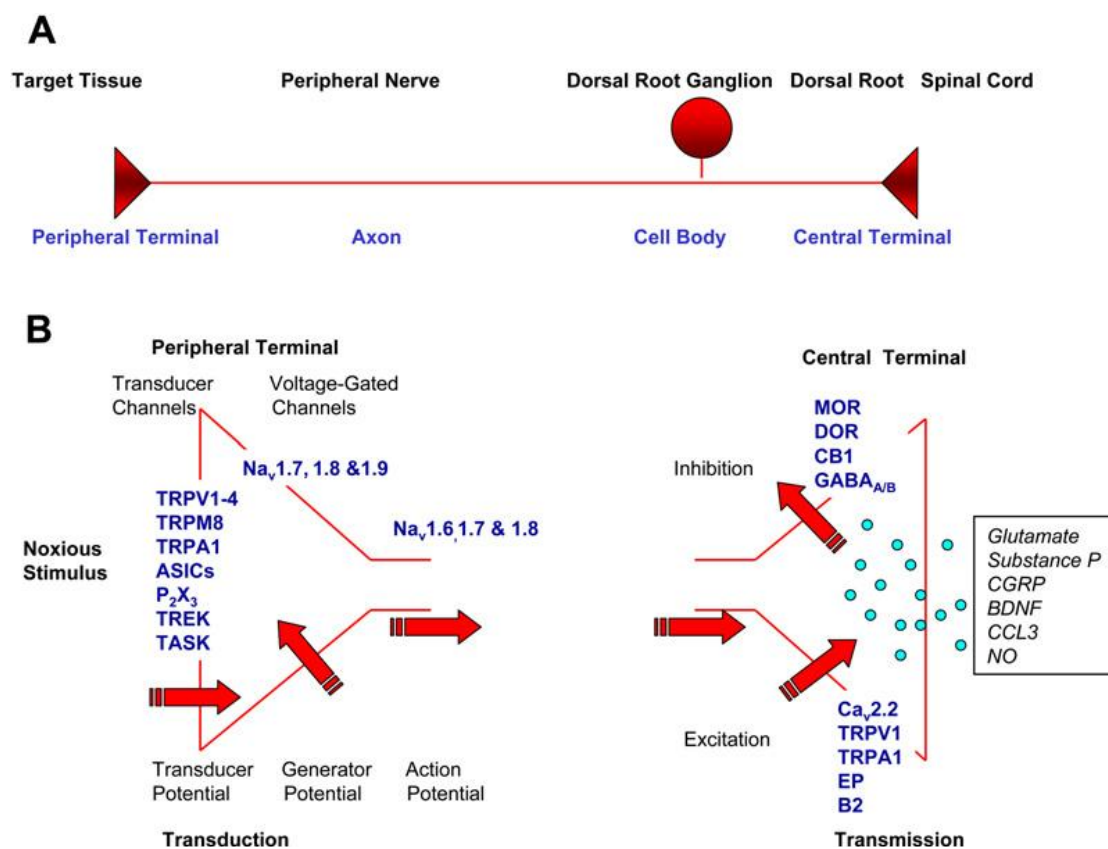 A
Target Tissue Peripheral Nerve Dorsal Root Ganglion Dorsal Root Spinal Cord
Peripheral Terminal Axon Cell Body Central Terminal
B
Peripheral Terminal
Transducer
Channels
Voltage-Gated
Channels
Nav1.7, 1.8 &1.9
Nav1.6,1.7 & 1.8
Noxious
Stimulus
TRPV1-4
TRPM8
TRPA1
ASICs
P2X3
TREK
TASK
Transducer
Potential
Generator
Potential
Action
Potential
Transduction
Central Terminal
MOR
DOR
CB1
GABAA/B
Inhibition
Glutamate
Substance P
CGRP
BDNF
CCL3
NO
Excitation
Cav2.2
TRPV1
TRPA1
EP
B2
Transmission